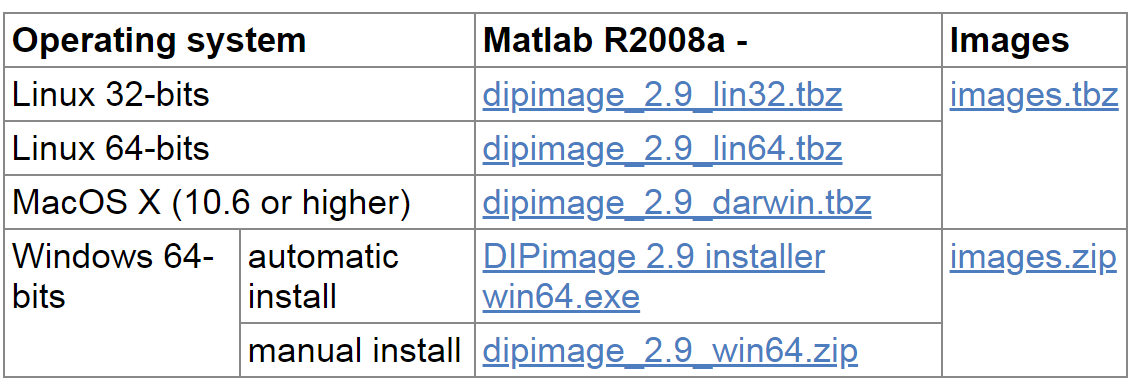 Operating system Matlab R2008a - Images
Linux 32-bits dipimage_2.9_lin32.tbz images.tbz
Linux 64-bits dipimage_2.9_lin64.tbz
MacOS X (10.6 or higher) dipimage_2.9_darwin.tbz
Windows 64- automatic DIPimage 2.9 installer images.zip
bits install win64.exe
manual install dipimage_2.9_win64.zip